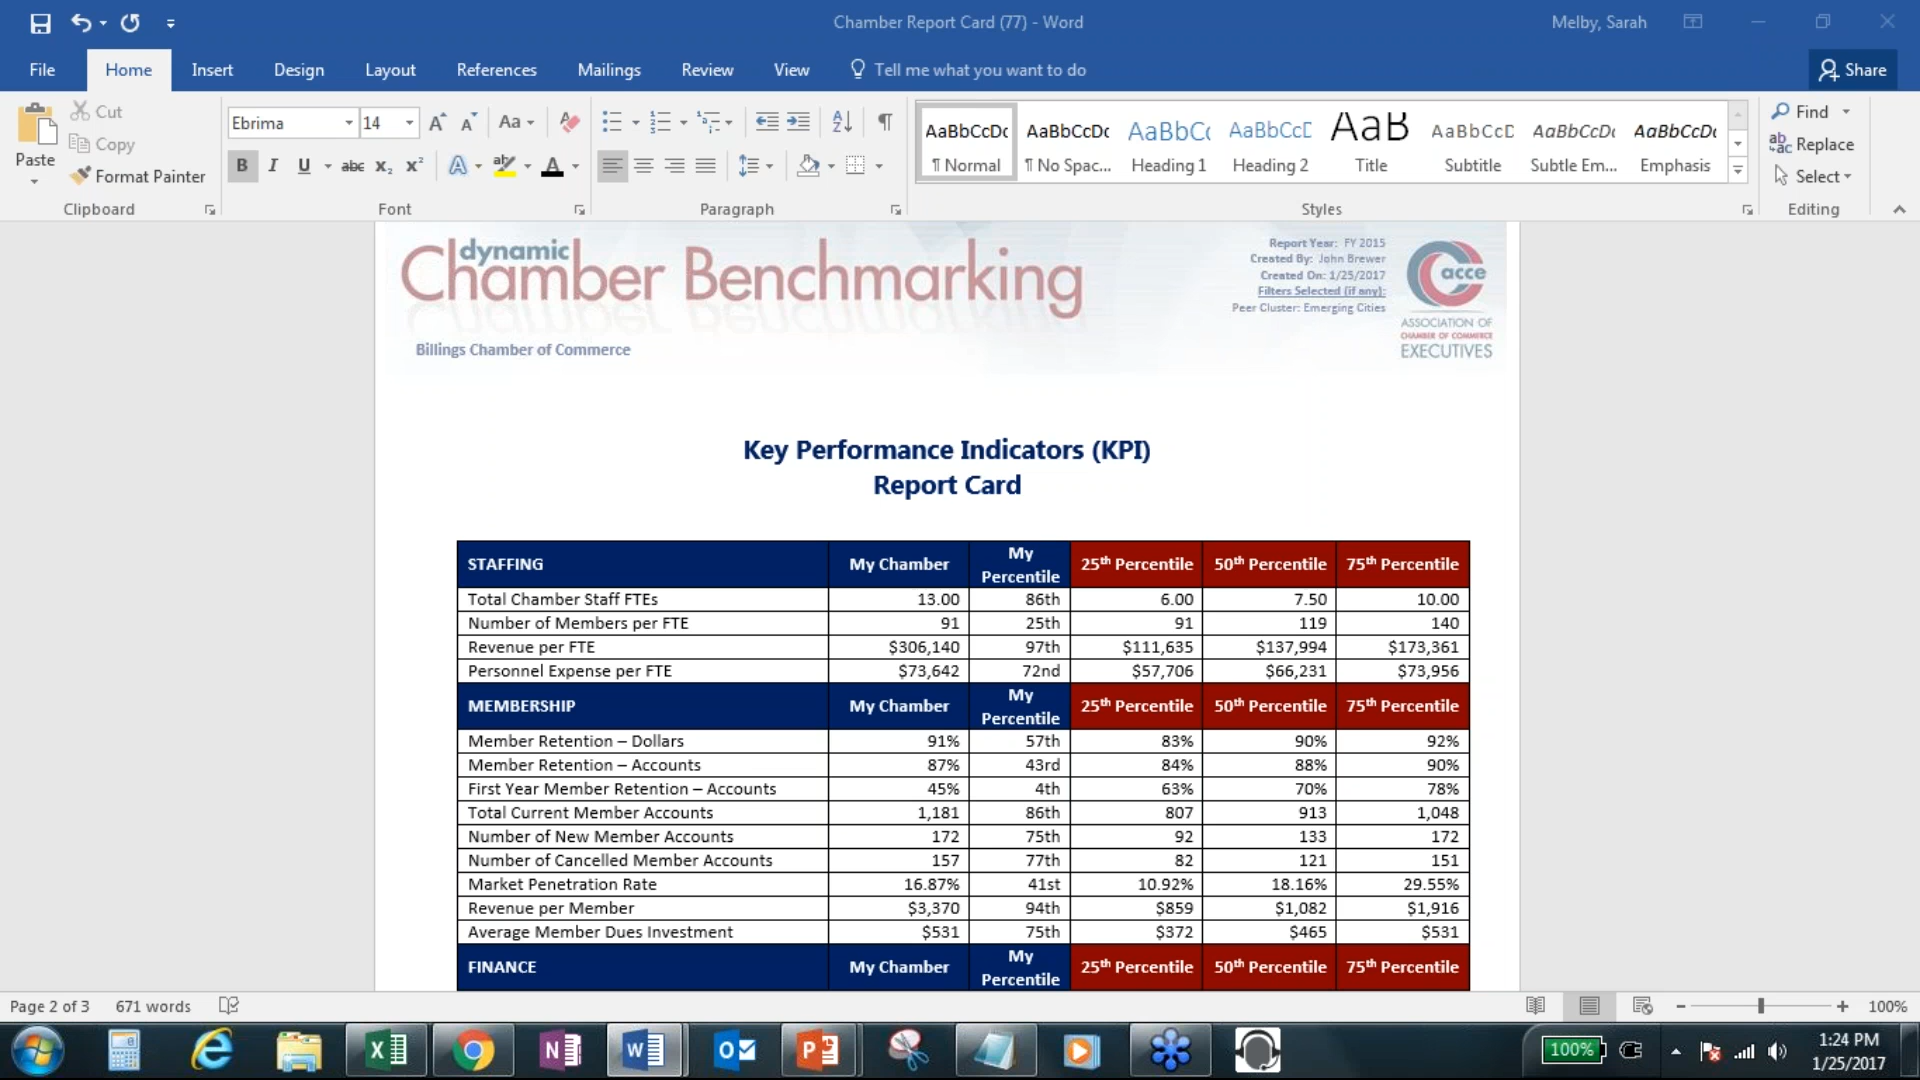 Chamber Report Card (77) - Word
Melby, Sarah
File Home Insert Design Layout References Mailings Review View Tell me what you want to do Share
Paste
Cut
Copy
Format Painter
Clipboard
Ebrima 14 Aa
B I U abc x₂ x² A aby A
Font
Paragraph
AaBbCcDc AaBbCcDc AaBbCc AaBbCcD AaB AaBbCcD AaBbCcDc AaBbCcDc
¶ Normal ¶ No Spac... Heading 1 Heading 2 Title Subtitle Subtle Em... Emphasis
Styles
Find
Replace
Select
Editing
dynamic
Chamber Benchmarking
Billings Chamber of Commerce
Report Year: FY 2015
Created By: John Brewer
Created On: 1/25/2017
Filters Selected (if any):
Peer Cluster: Emerging Cities
acce
ASSOCIATION OF
CHAMBER OF COMMERCE
EXECUTIVES
Key Performance Indicators (KPI)
Report Card
STAFFING My Chamber My Percentile 25th Percentile 50th Percentile 75th Percentile
Total Chamber Staff FTEs 13.00 86th 6.00 7.50 10.00
Number of Members per FTE 91 25th 91 119 140
Revenue per FTE $306,140 97th $111,635 $137,994 $173,361
Personnel Expense per FTE $73,642 72nd $57,706 $66,231 $73,956
MEMBERSHIP My Chamber My Percentile 25th Percentile 50th Percentile 75th Percentile
Member Retention – Dollars 91% 57th 83% 90% 92%
Member Retention – Accounts 87% 43rd 84% 88% 90%
First Year Member Retention – Accounts 45% 4th 63% 70% 78%
Total Current Member Accounts 1,181 86th 807 913 1,048
Number of New Member Accounts 172 75th 92 133 172
Number of Cancelled Member Accounts 157 77th 82 121 151
Market Penetration Rate 16.87% 41st 10.92% 18.16% 29.55%
Revenue per Member $3,370 94th $859 $1,082 $1,916
Average Member Dues Investment $531 75th $372 $465 $531
FINANCE My Chamber My Percentile 25th Percentile 50th Percentile 75th Percentile
Page 2 of 3 671 words 100%
100%
1:24 PM
1/25/2017